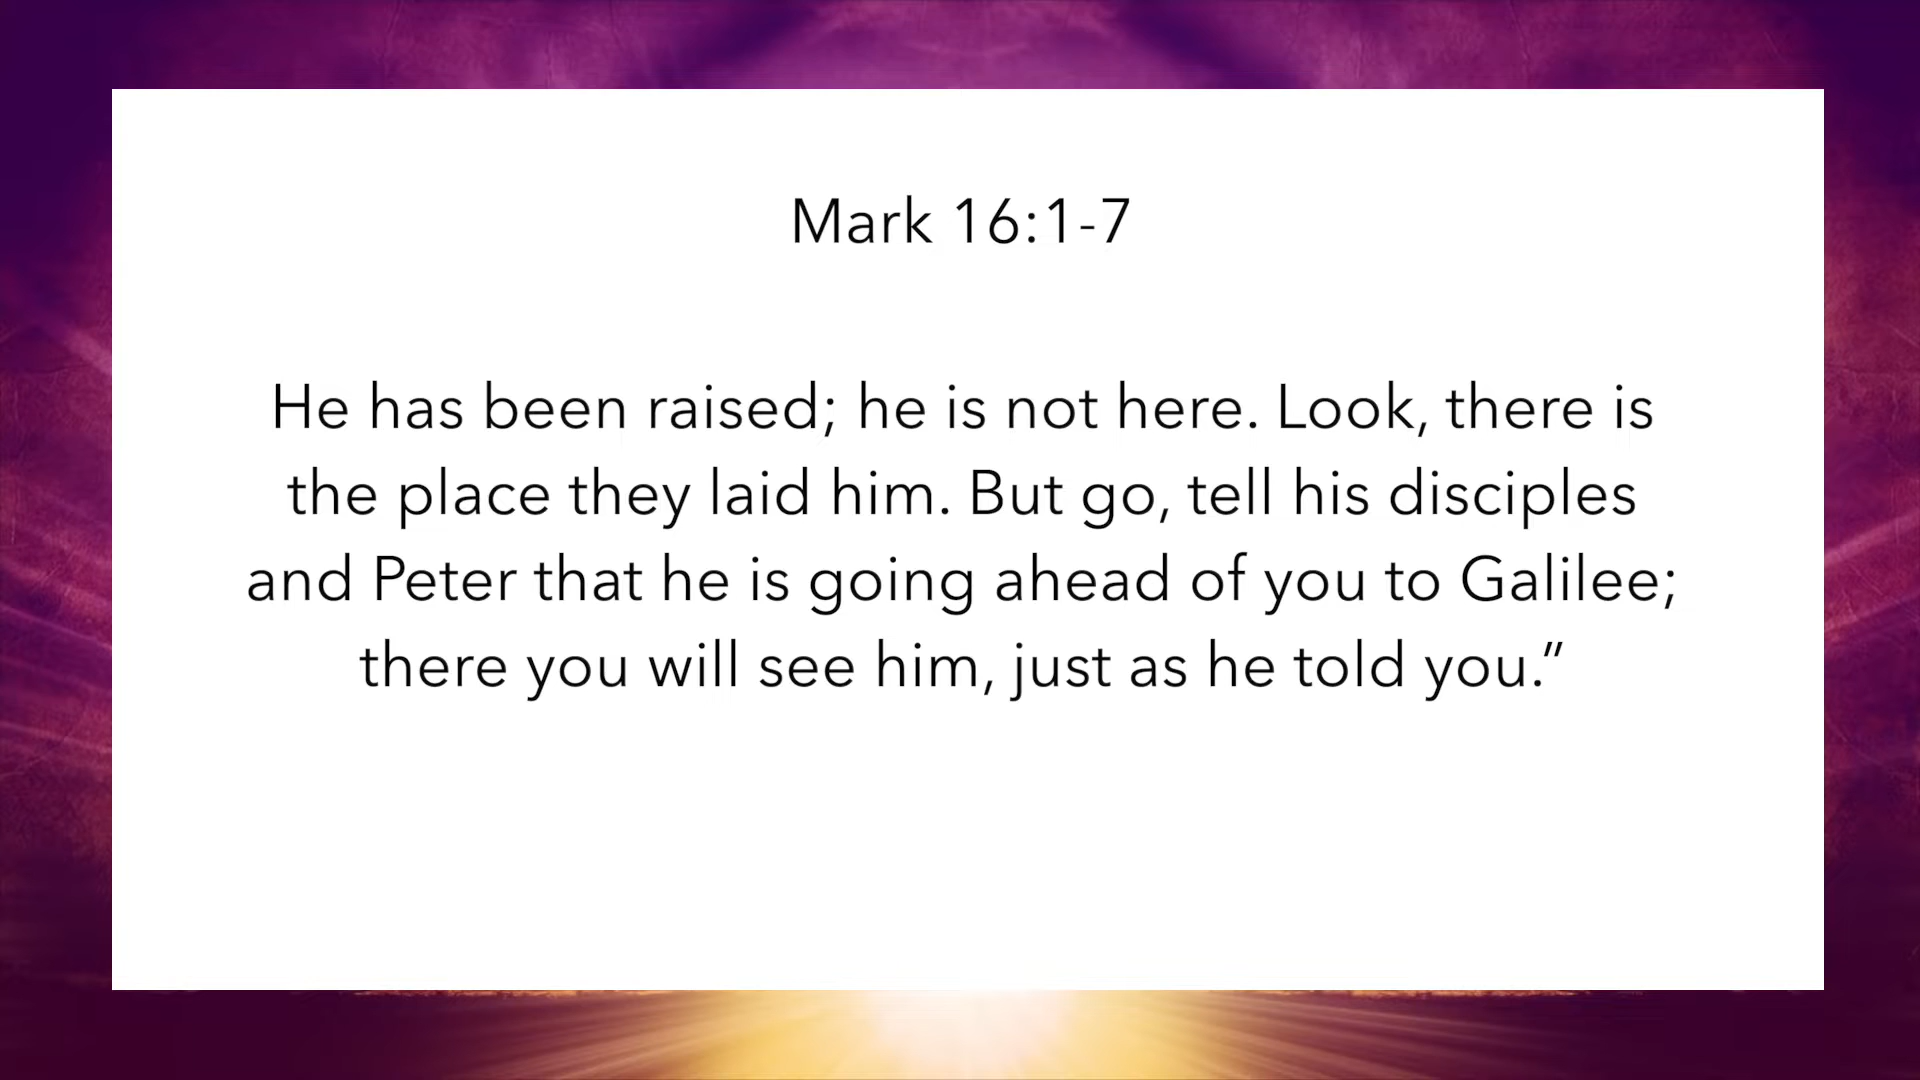 Mark 16:1-7
He has been raised; he is not here. Look, there is
the place they laid him. But go, tell his disciples
and Peter that he is going ahead of you to Galilee;
there you will see him, just as he told you.”